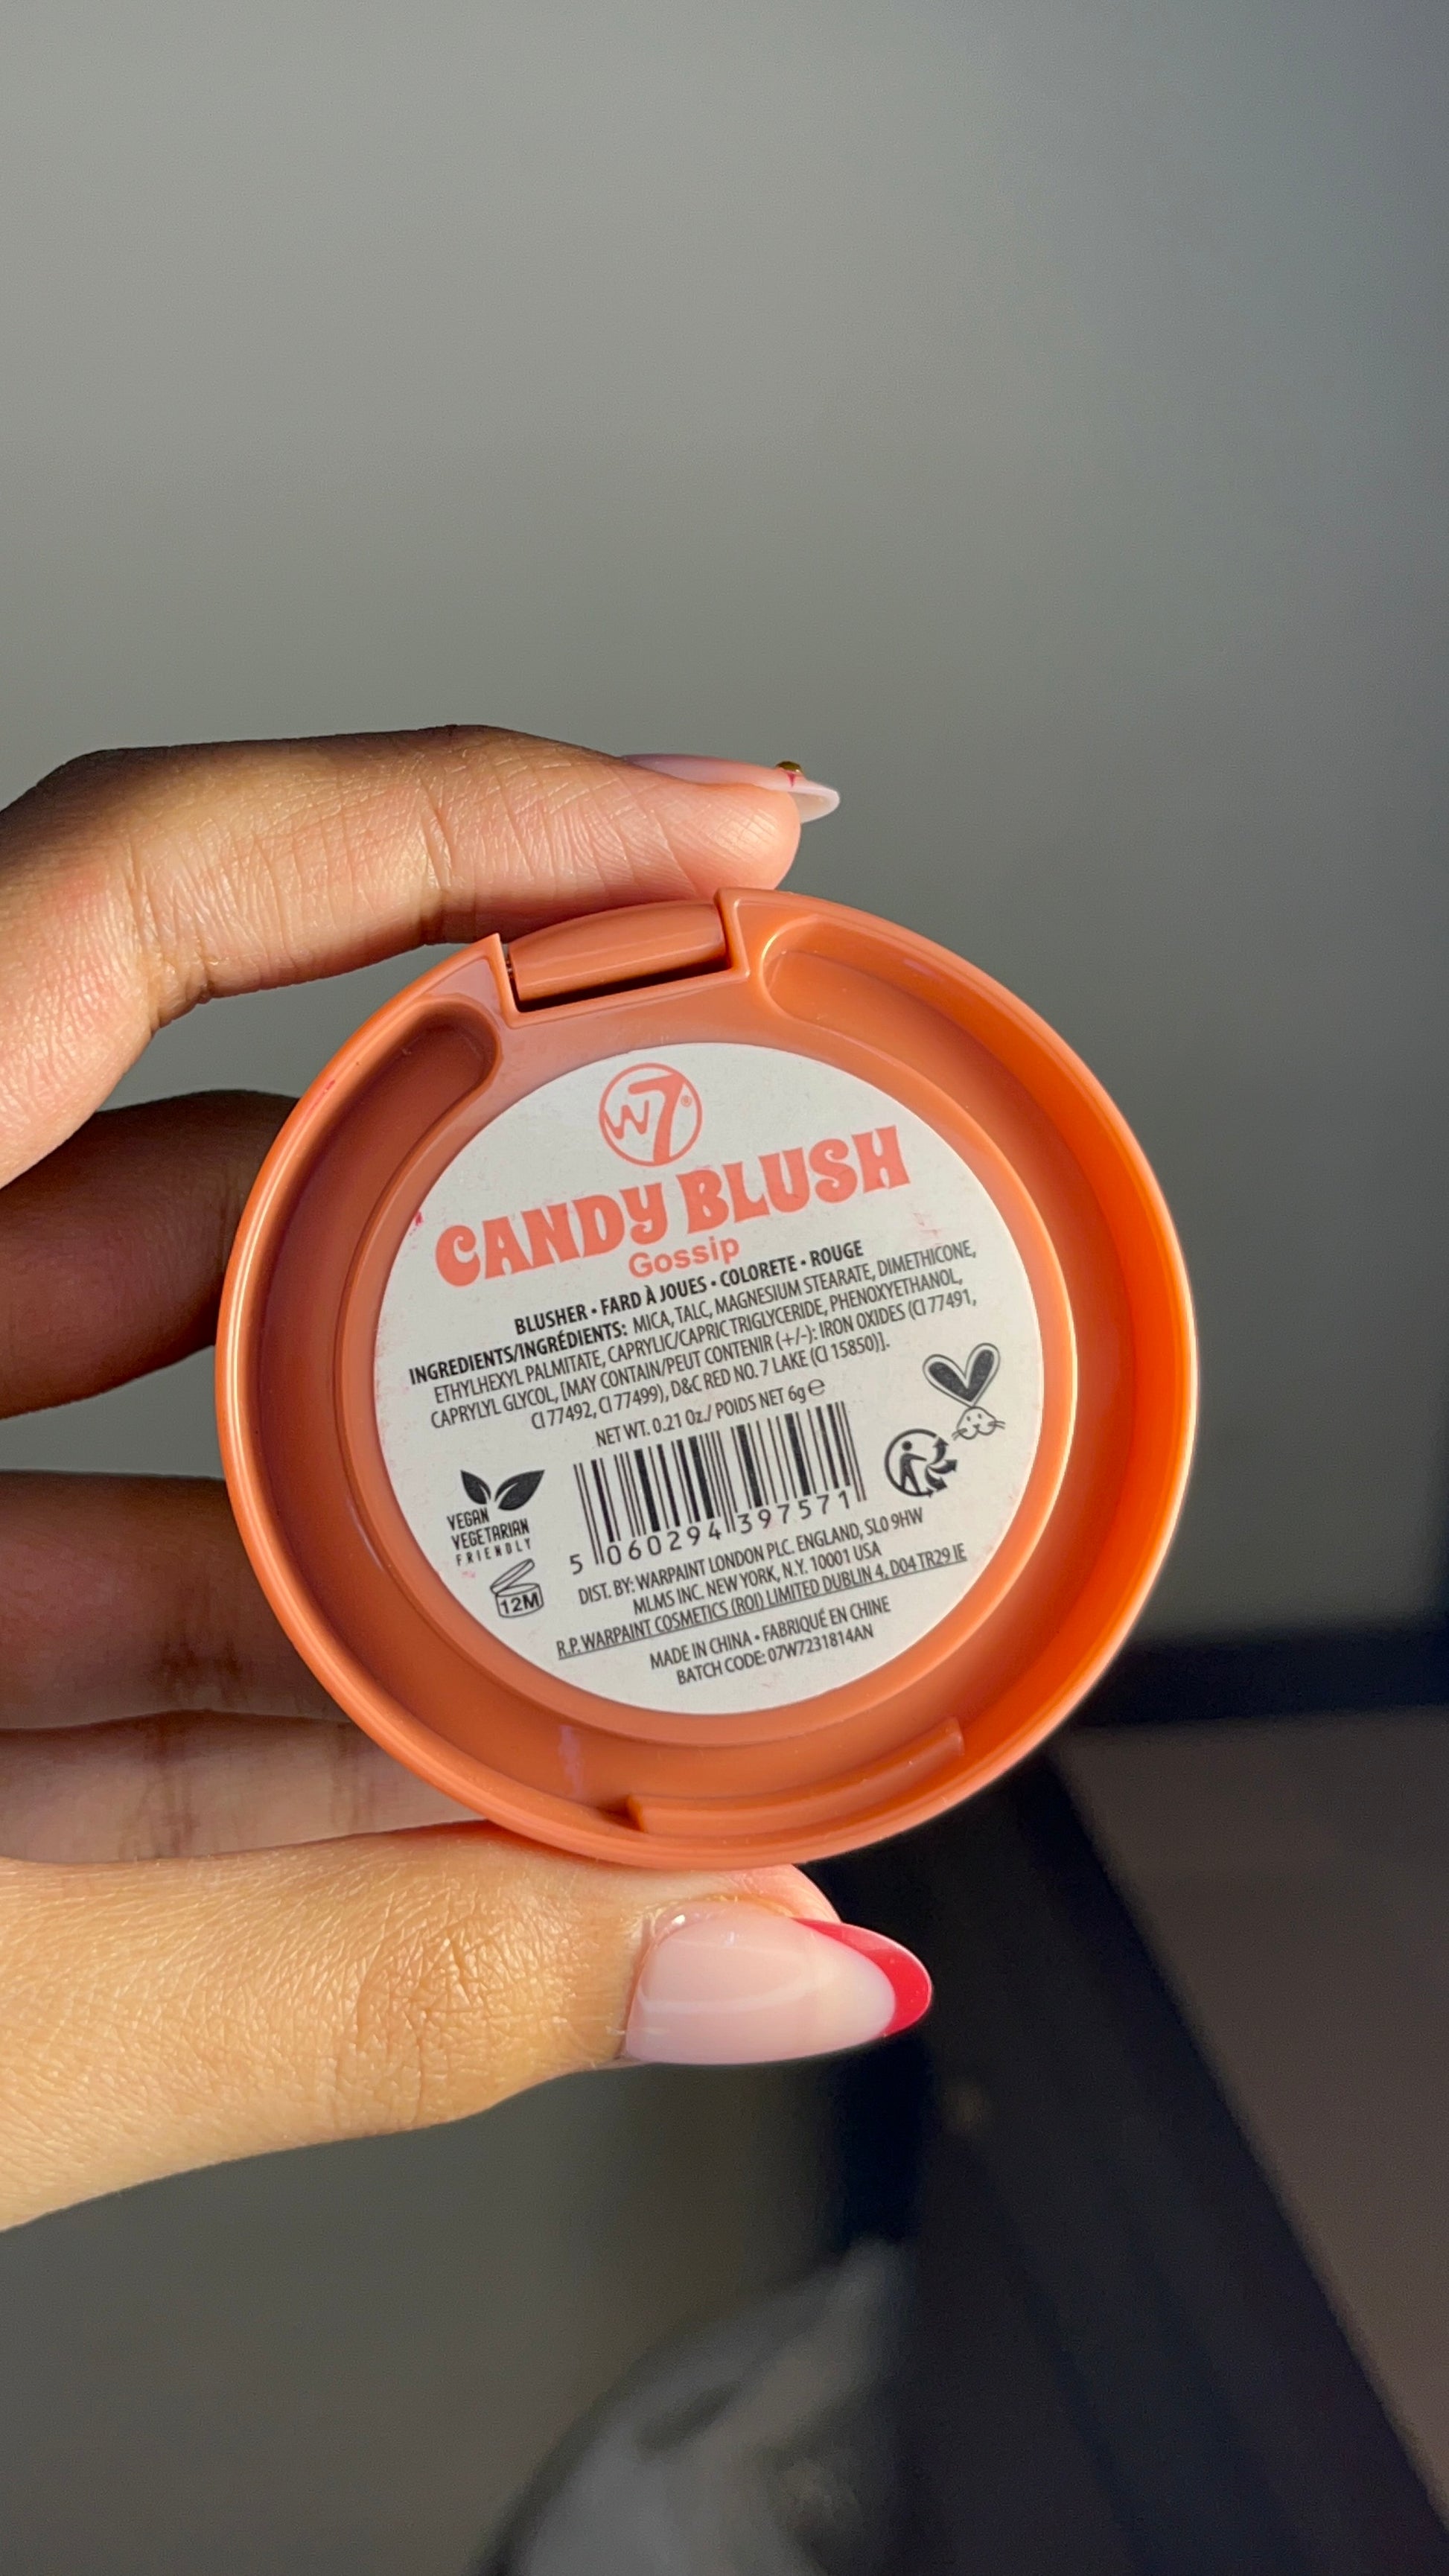 W7®
CANDY BLUSH
Gossip
BLUSHER • FARD À JOUES • COLORETE • ROUGE
INGREDIENTS/INGRÉDIENTS: MICA, TALC, MAGNESIUM STEARATE, DIMETHICONE,
ETHYLHEXYL PALMITATE, CAPRYLIC/CAPRIC TRIGLYCERIDE, PHENOXYETHANOL,
CAPRYLYL GLYCOL, [MAY CONTAIN/PEUT CONTENIR (+/-): IRON OXIDES (CI 77491,
CI 77492, CI 77499), D&C RED NO. 7 LAKE (CI 15850)].
NET WT. 0.21 Oz./ POIDS NET 6g e
VEGAN
VEGETARIAN
FRIENDLY
12M
5 060294 397571
DIST. BY: WARPAINT LONDON PLC. ENGLAND, SL0 9HW
MLMS INC. NEW YORK, N.Y. 10001 USA
R.P. WARPAINT COSMETICS (ROI) LIMITED DUBLIN 4, D04 TR29 IE
MADE IN CHINA • FABRIQUÉ EN CHINE
BATCH CODE: 07W7231814AN